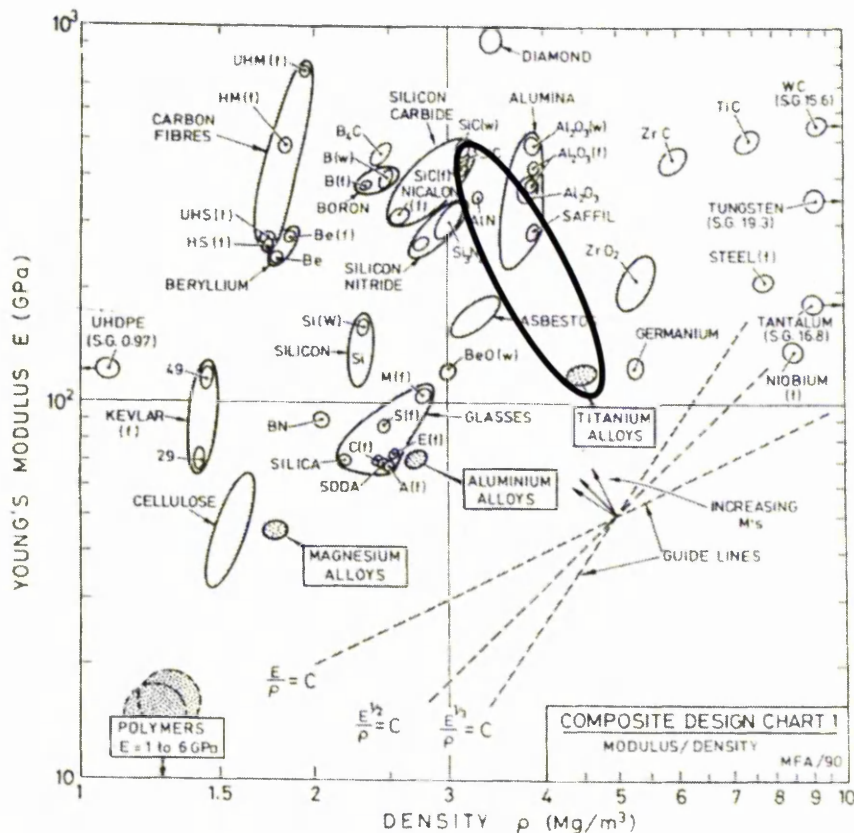 10³
DIAMOND
UHM(f)
HM(f)
CARBON
FIBRES
B₄C
B(w)
B(f)
BORON
SILICON
CARBIDE
ALUMINA
SiC(w)
C
Al₂O₃(w)
Al₂O₃(f)
Al₂O₃
SAFFIL
SiC(f)
NICALON
(f)
AlN
WC
(S.G. 15.6)
TiC
ZrC
TUNGSTEN
(S.G. 19.3)
STEEL(f)
ZrO₂
UHS(f)
HS(f)
Be(f)
Be
BERYLLIUM
SILICON
NITRIDE
UHDPE
(S.G. 0.97)
Si(W)
SILICON
Si
ASBESTOS
BeO(w)
GERMANIUM
TANTALUM
(S.G. 16.8)
NIOBIUM
(f)
49
KEVLAR
(f)
29
10²
M(f)
S(f)
GLASSES
BN
C(f)
E(f)
SILICA
SODA
A(f)
TITANIUM
ALLOYS
ALUMINIUM
ALLOYS
INCREASING
M's
GUIDE LINES
CELLULOSE
MAGNESIUM
ALLOYS
E/ρ = C
E^1/2/ρ = C
E^1/3/ρ = C
POLYMERS
E = 1 to 6 GPa
COMPOSITE DESIGN CHART 1
MODULUS/DENSITY
MFA/90
10
1
1.5
2
3
4
5
6
7
8
9
10
YOUNG'S MODULUS E (GPa)
DENSITY ρ (Mg/m³)